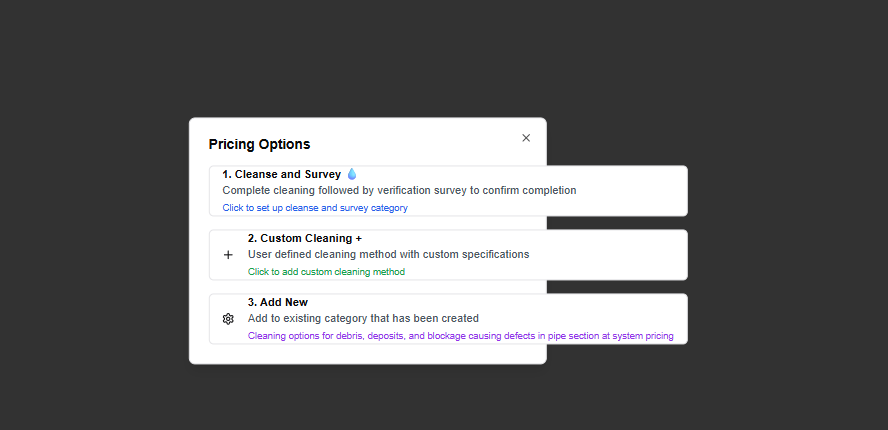 Pricing Options
1. Cleanse and Survey 💧
Complete cleaning followed by verification survey to confirm completion
Click to set up cleanse and survey category
2. Custom Cleaning +
User defined cleaning method with custom specifications
Click to add custom cleaning method
3. Add New
Add to existing category that has been created
Cleaning options for debris, deposits, and blockage causing defects in pipe section at system pricing